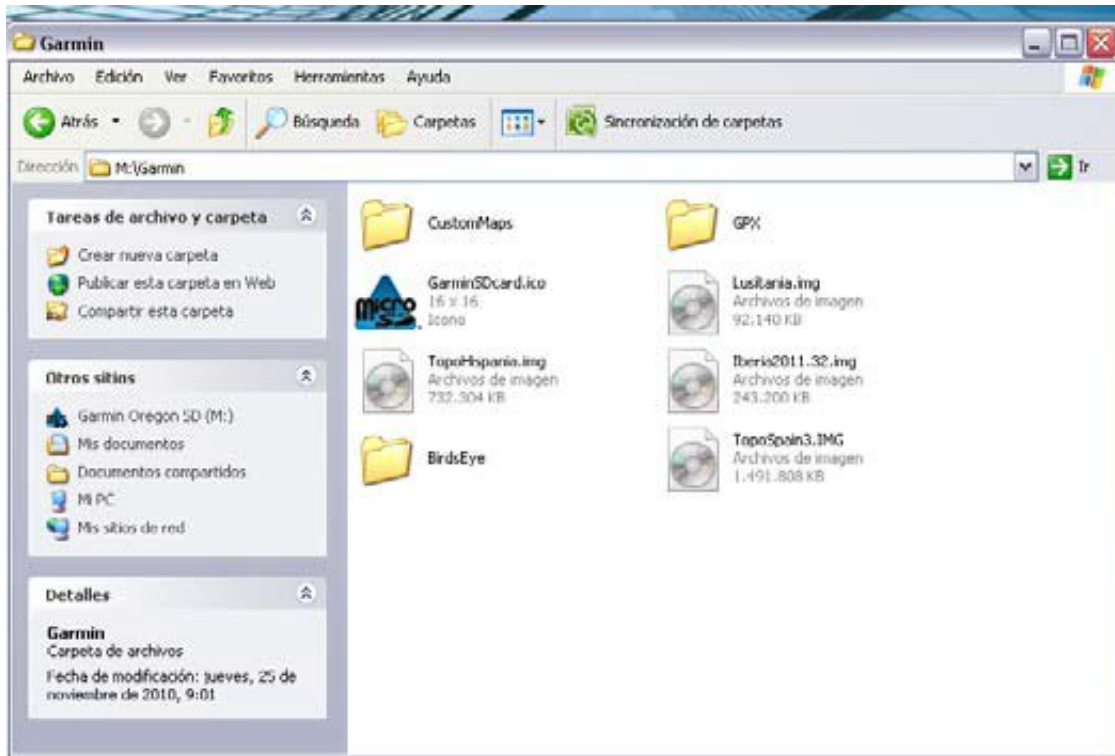 Garmin
Archivo Edición Ver Favoritos Herramientas Ayuda
Atrás Búsqueda Carpetas Sincronización de carpetas
Dirección M:\Garmin Ir
Tareas de archivo y carpeta
Crear nueva carpeta
Publicar esta carpeta en Web
Compartir esta carpeta
Otros sitios
Garmin Oregon SD (M:)
Mis documentos
Documentos compartidos
Mi PC
Mis sitios de red
Detalles
Garmin
Carpeta de archivos
Fecha de modificación: jueves, 25 de
noviembre de 2010, 9:01
CustomMaps
GPX
micro
SD
GarminSDcard.ico
16 x 16
Icono
Lusitania.img
Archivos de imagen
92.140 KB
TopoHispania.img
Archivos de imagen
732.304 KB
Iberia2011.32.img
Archivos de imagen
243.200 KB
BirdsEye
TopoSpain3.IMG
Archivos de imagen
1.491.808 KB